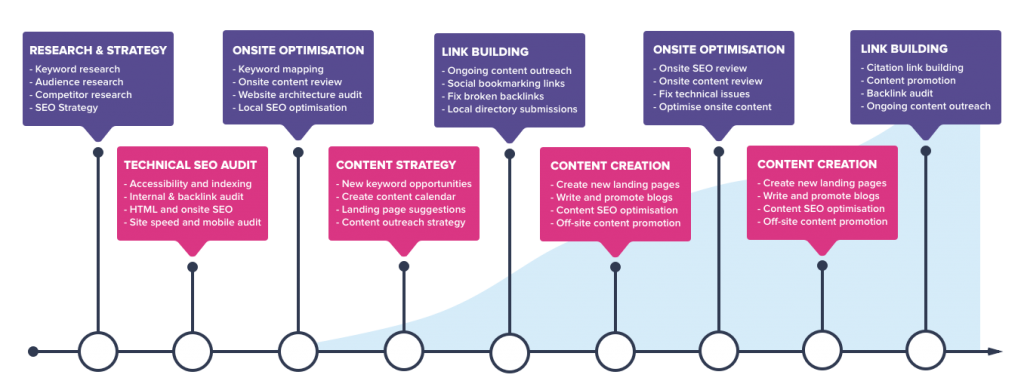 RESEARCH & STRATEGY
- Keyword research
- Audience research
- Competitor research
- SEO Strategy
TECHNICAL SEO AUDIT
- Accessibility and indexing
- Internal & backlink audit
- HTML and onsite SEO
- Site speed and mobile audit
ONSITE OPTIMISATION
- Keyword mapping
- Onsite content review
- Website architecture audit
- Local SEO optimisation
CONTENT STRATEGY
- New keyword opportunities
- Create content calendar
- Landing page suggestions
- Content outreach strategy
LINK BUILDING
- Ongoing content outreach
- Social bookmarking links
- Fix broken backlinks
- Local directory submissions
CONTENT CREATION
- Create new landing pages
- Write and promote blogs
- Content SEO optimisation
- Off-site content promotion
ONSITE OPTIMISATION
- Onsite SEO review
- Onsite content review
- Fix technical issues
- Optimise onsite content
CONTENT CREATION
- Create new landing pages
- Write and promote blogs
- Content SEO optimisation
- Off-site content promotion
LINK BUILDING
- Citation link building
- Content promotion
- Backlink audit
- Ongoing content outreach